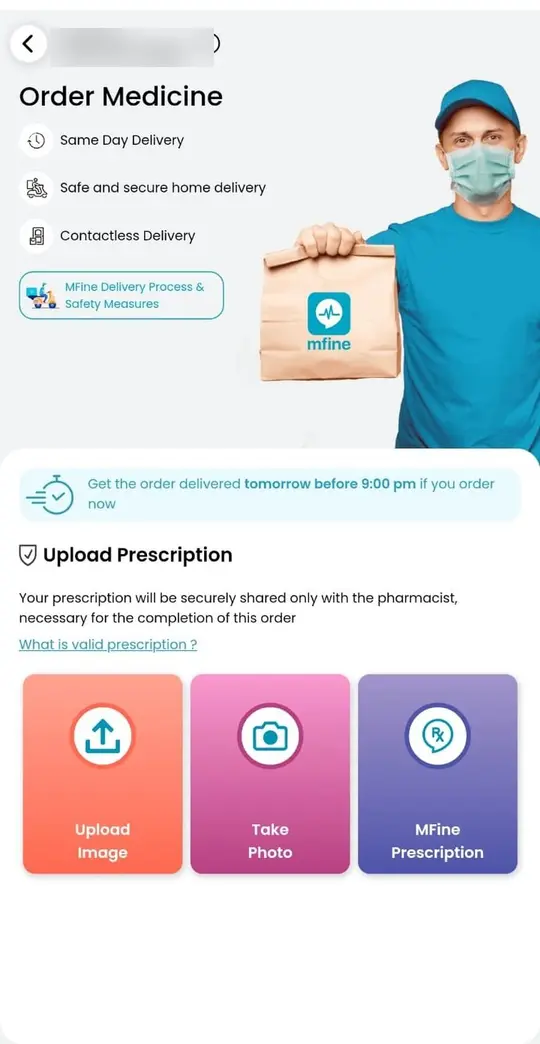 Order Medicine
Same Day Delivery
Safe and secure home delivery
Contactless Delivery
MFine Delivery Process &
Safety Measures
mfine
Get the order delivered tomorrow before 9:00 pm if you order
now
Upload Prescription
Your prescription will be securely shared only with the pharmacist,
necessary for the completion of this order
What is valid prescription ?
Upload
Image
Take
Photo
MFine
Prescription